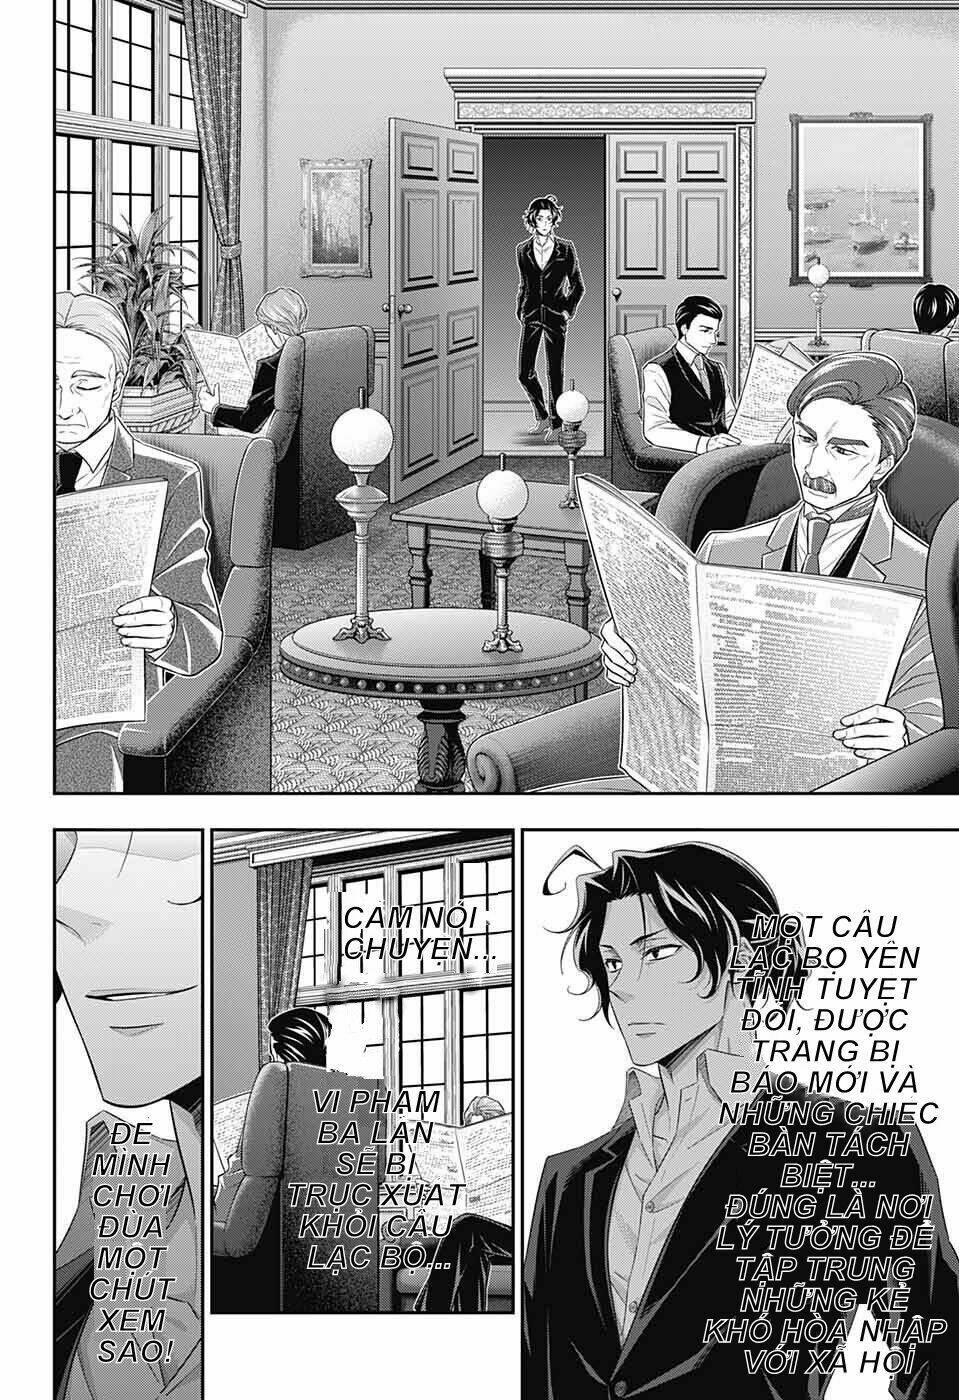 MỘT CÂU
LẠC BỘ YÊN
TĨNH TUYỆT
ĐỐI, ĐƯỢC
TRANG BỊ
BÁO MỚI VÀ
NHỮNG CHIẾC
BÀN TÁCH
BIỆT...
ĐÚNG LÀ NƠI
LÝ TƯỞNG ĐỂ
TẬP TRUNG
NHỮNG KẺ
KHÓ HÒA NHẬP
VỚI XÃ HỘI
CẤM NÓI
CHUYỆN...
VI PHẠM
BA LẦN
SẼ BỊ
TRỤC XUẤT
KHỎI CÂU
LẠC BỘ...
ĐỂ
MÌNH
CHƠI
ĐÙA
MỘT
CHÚT
XEM
SAO!